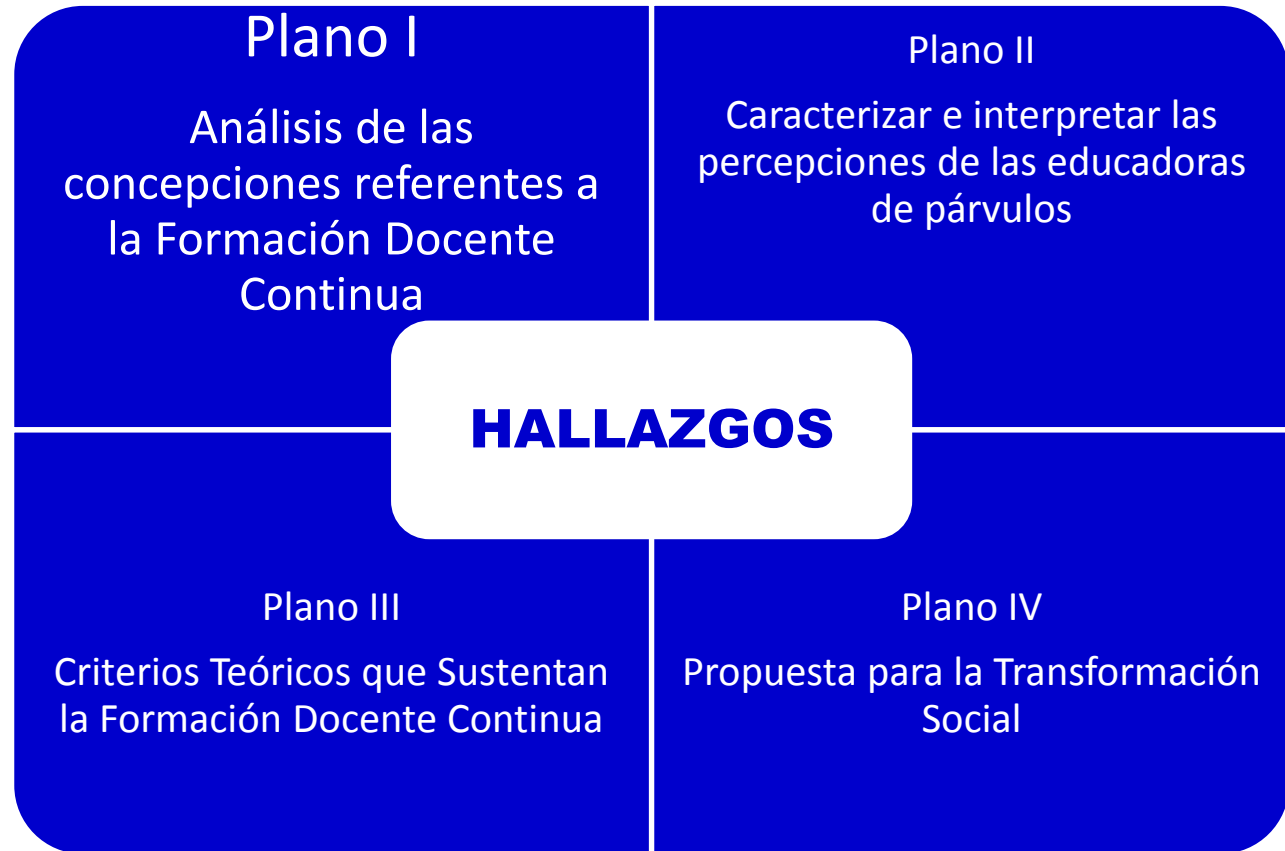 Plano I
Análisis de las
concepciones referentes a
la Formación Docente
Continua
Plano II
Caracterizar e interpretar las
percepciones de las educadoras
de párvulos
HALLAZGOS
Plano III
Criterios Teóricos que Sustentan
la Formación Docente Continua
Plano IV
Propuesta para la Transformación
Social